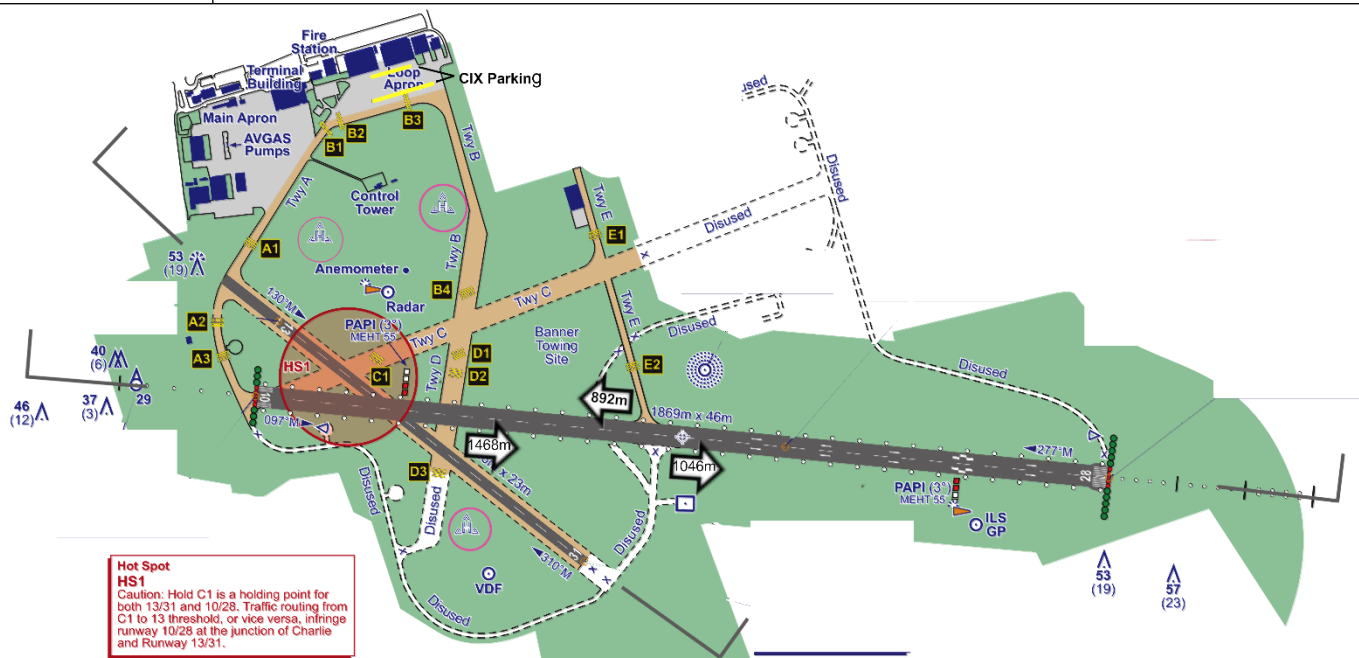 Fire
Station
Terminal
Building
Loop
Apron
CIX Parking
Main Apron
AVGAS
Pumps
B1
B2
B3
Twy B
Twy A
Control
Tower
H
H
A1
53
(19)
Anemometer
Radar
Twy B
B4
130°M
PAPI (3°)
MEHT 55
HS1
Twy C
C1
Twy D
D1
D2
D3
A2
A3
40
(6)
29
37
(3)
46
(12)
10
097°M
Twy E
E1
Twy C
Twy E
E2
Disused
Disused
Disused
Disused
Disused
Banner
Towing
Site
892m
1869m x 46m
1468m
1046m
x 23m
277°M
28
PAPI (3°)
MEHT 55
ILS
GP
53
(19)
57
(23)
Disused
Disused
Disused
Disused
H
VDF
310°M
31
Hot Spot
HS1
Caution: Hold C1 is a holding point for
both 13/31 and 10/28. Traffic routing from
C1 to 13 threshold, or vice versa, infringe
runway 10/28 at the junction of Charlie
and Runway 13/31.